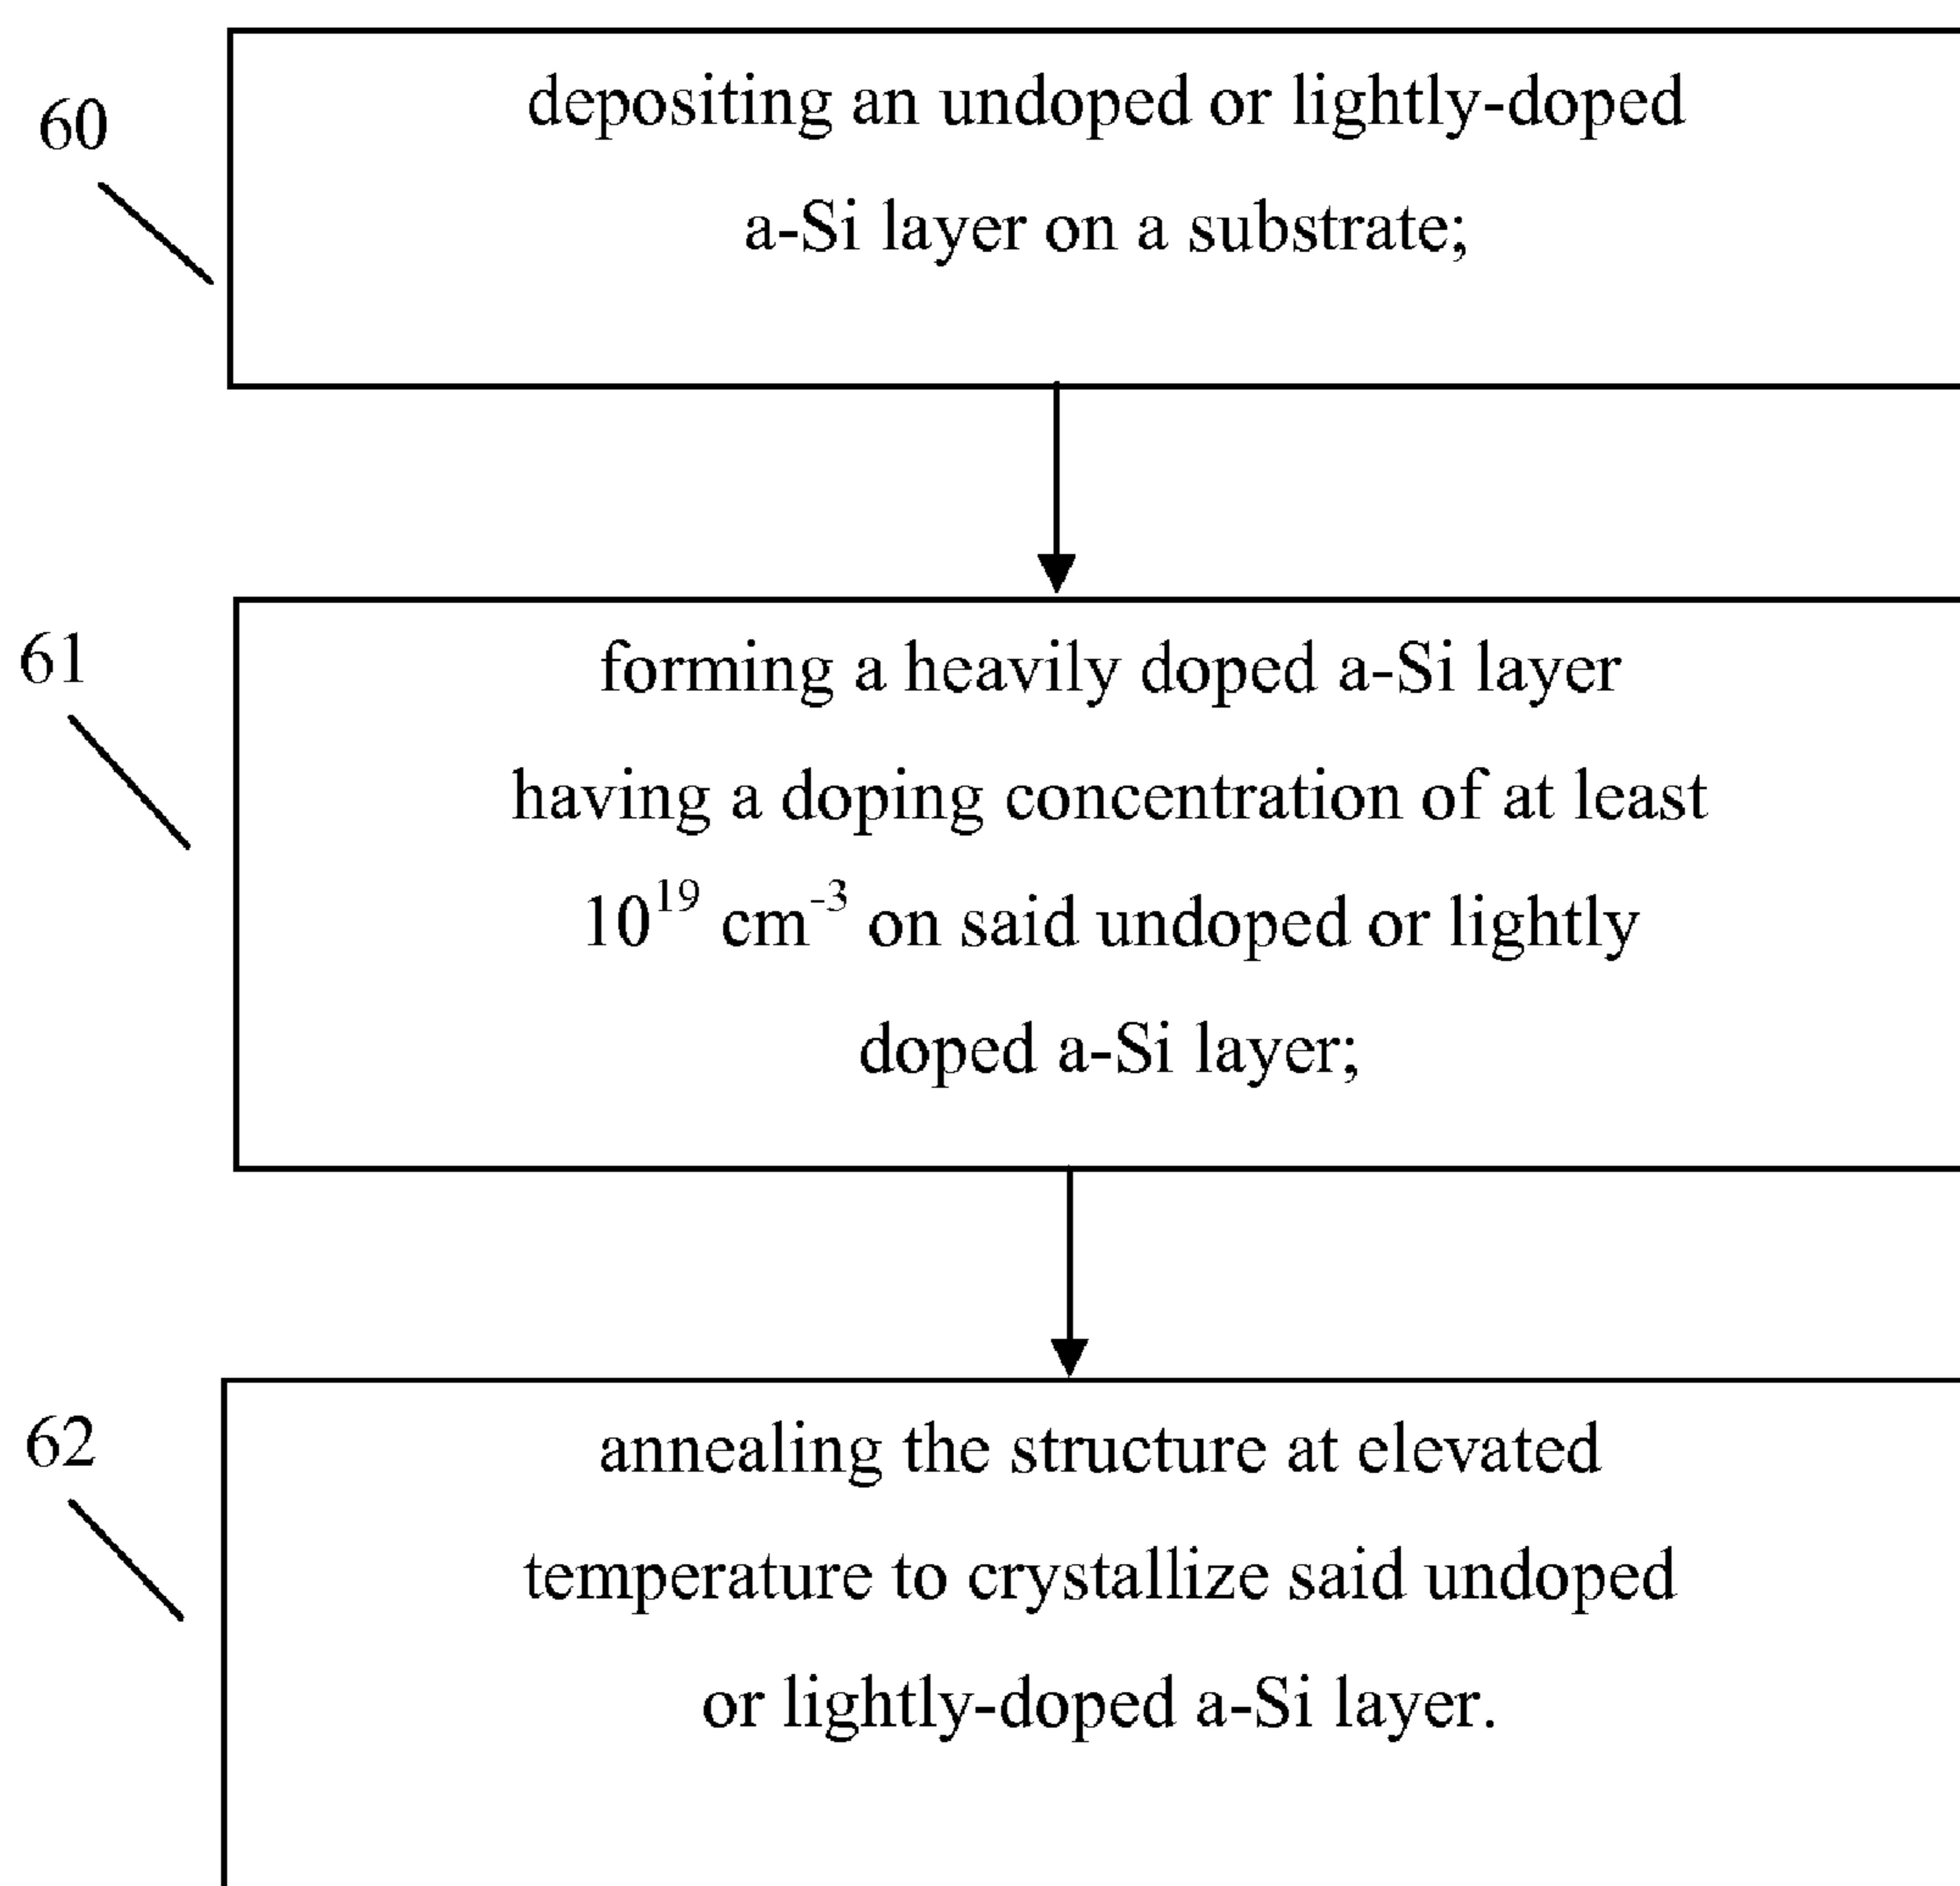 60
depositing an undoped or lightly-doped
a-Si layer on a substrate;
61
forming a heavily doped a-Si layer
having a doping concentration of at least
10¹⁹ cm⁻³ on said undoped or lightly
doped a-Si layer;
62
annealing the structure at elevated
temperature to crystallize said undoped
or lightly-doped a-Si layer.